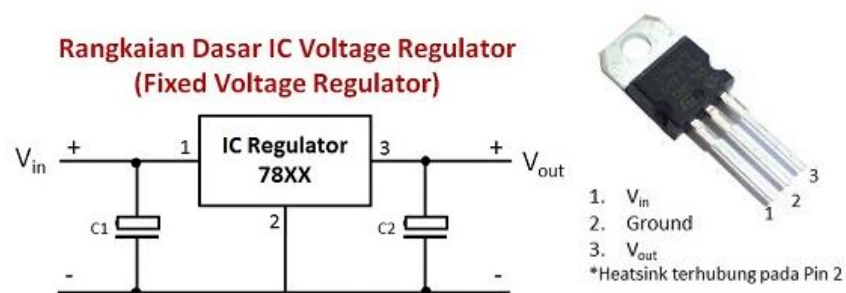 Rangkaian Dasar IC Voltage Regulator
(Fixed Voltage Regulator)
Vin
+
1
IC Regulator
78XX
3
+
Vout
C1
2
C2
-
-
1
2
3
1. Vin
2. Ground
3. Vout
*Heatsink terhubung pada Pin 2